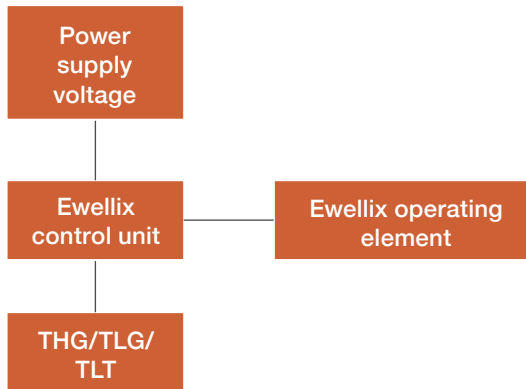 Power
supply
voltage
Ewellix
control unit
Ewellix operating
element
THG/TLG/
TLT